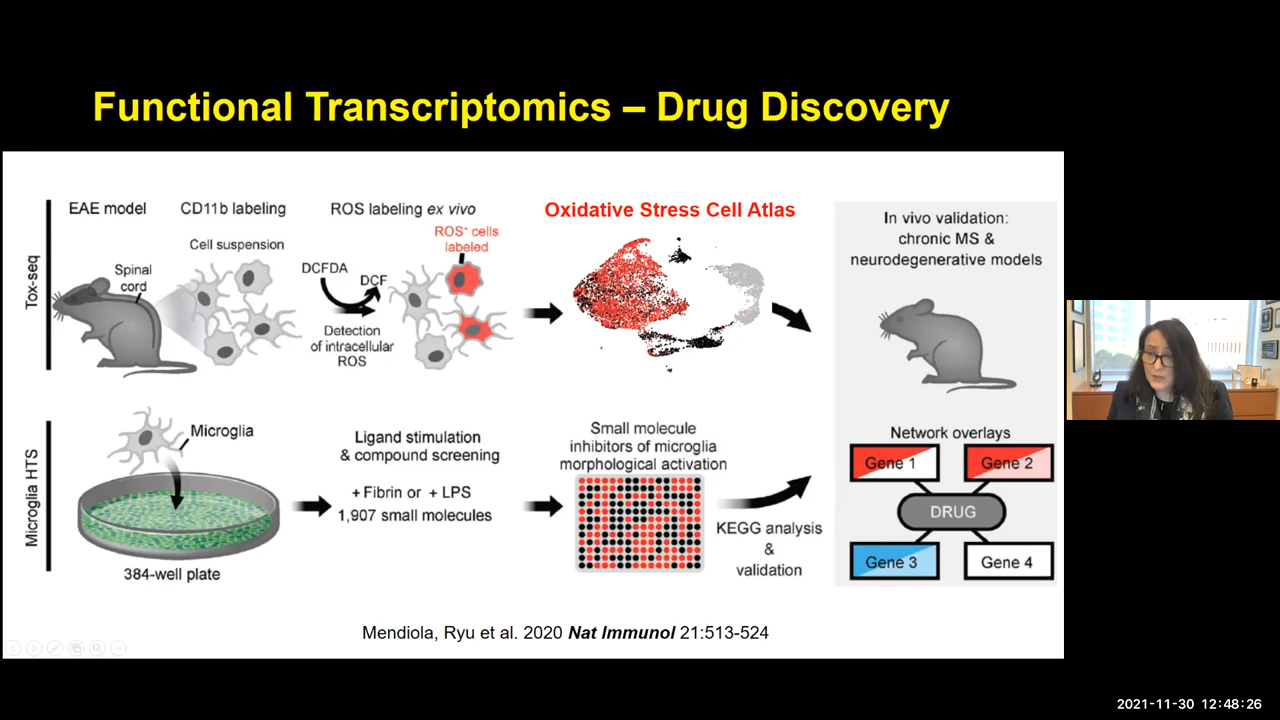 Functional Transcriptomics – Drug Discovery
Tox-seq
EAE model
Spinal
cord
CD11b labeling
Cell suspension
ROS labeling ex vivo
ROS⁺ cells
labeled
DCFDA
DCF
Detection
of intracellular
ROS
Oxidative Stress Cell Atlas
In vivo validation:
chronic MS &
neurodegenerative models
Microglia HTS
Microglia
384-well plate
Ligand stimulation
& compound screening
+ Fibrin or + LPS
1,907 small molecules
Small molecule
inhibitors of microglia
morphological activation
KEGG analysis
&
validation
Network overlays
Gene 1
Gene 2
DRUG
Gene 3
Gene 4
Mendiola, Ryu et al. 2020 Nat Immunol 21:513-524
2021-11-30 12:48:26